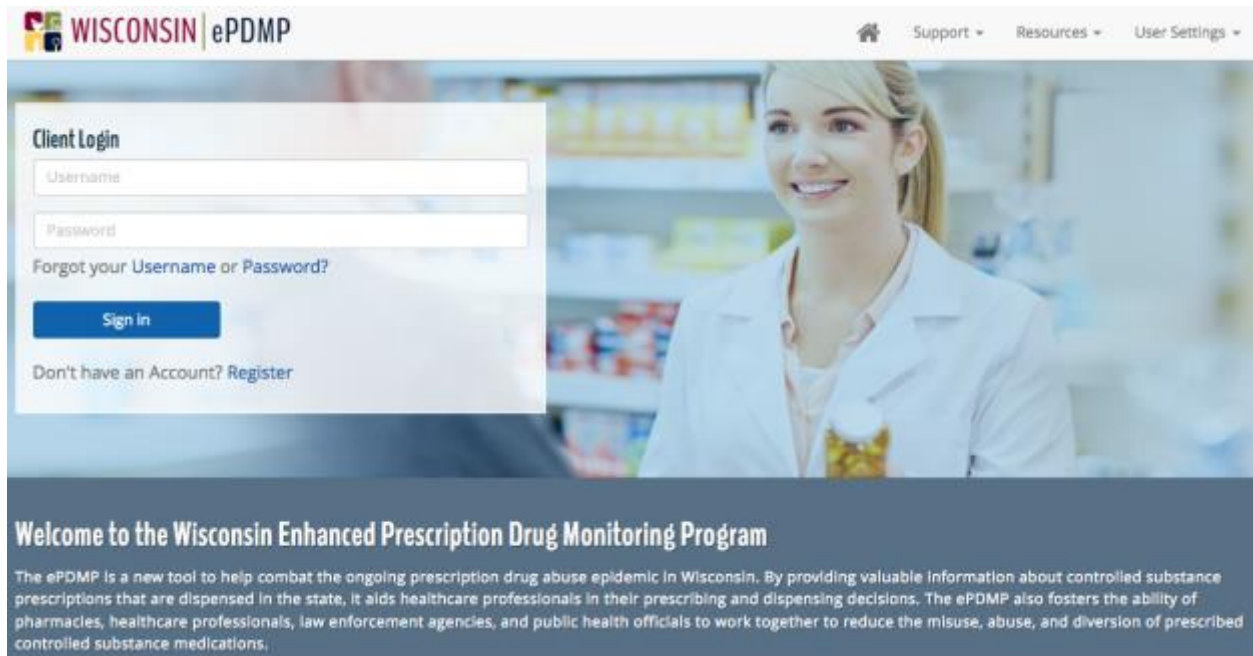 WISCONSIN | ePDMP
Support
Resources
User Settings
Client Login
Username
Password
Forgot your Username or Password?
Sign in
Don't have an Account? Register
Welcome to the Wisconsin Enhanced Prescription Drug Monitoring Program
The ePDMP is a new tool to help combat the ongoing prescription drug abuse epidemic in Wisconsin. By providing valuable information about controlled substance
prescriptions that are dispensed in the state, it aids healthcare professionals in their prescribing and dispensing decisions. The ePDMP also fosters the ability of
pharmacies, healthcare professionals, law enforcement agencies, and public health officials to work together to reduce the misuse, abuse, and diversion of prescribed
controlled substance medications.